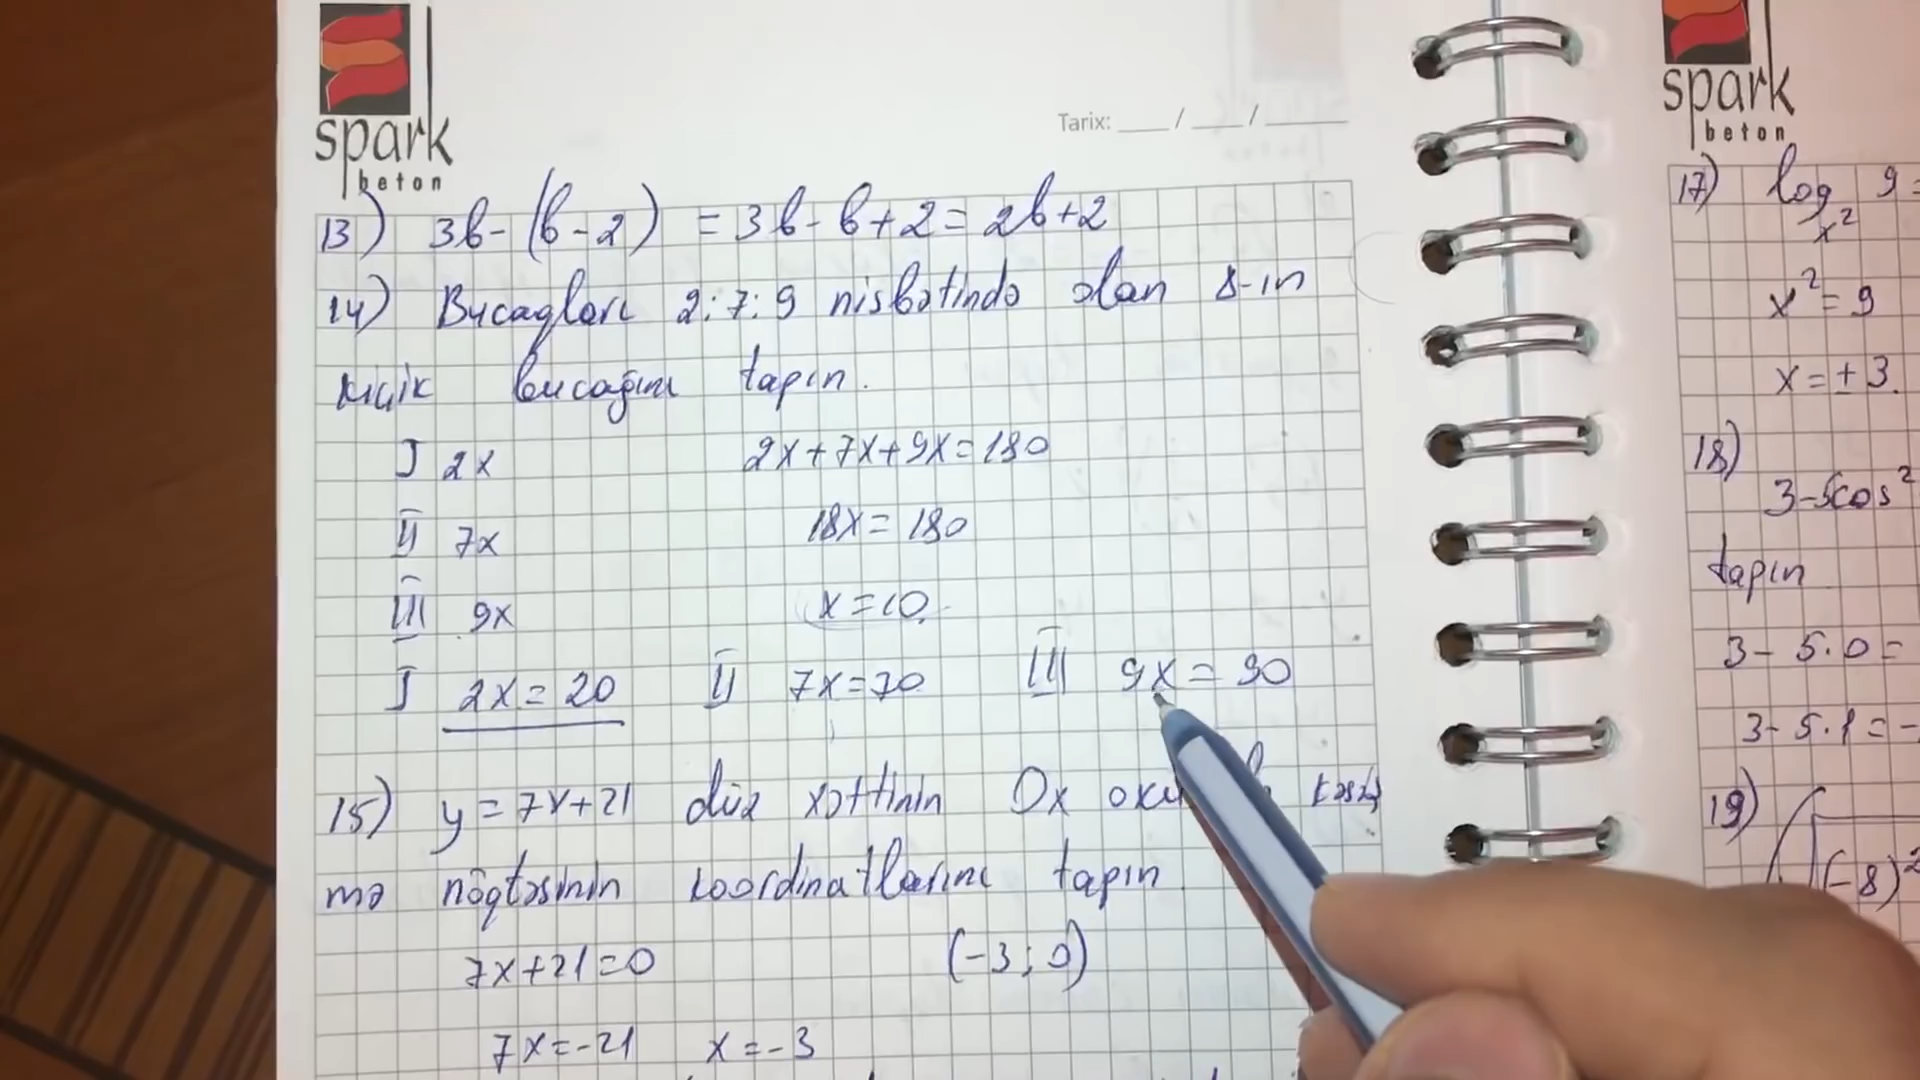 spark
beton
Tarix: ___ / ___ / _____
13) 3b-(b-2) = 3b-b+2=2b+2
14) Bucaqları 2:7:9 nisbətində olan Δ-ın
kiçik bucağını tapın.
I 2x 2x+7x+9x=180
II 7x 18x=180
III 9x x=10
I 2x=20 II 7x=70 III 9x=90
15) y=7x+21 düz xəttinin Ox kəsiş
mə nöqtəsinin koordinatlarını tapın
7x+21=0 (-3;0)
7x=-21 x=-3
spark
beton
17) log x² 9=
x²=9
x=±3.
18)
3-5cos²
tapın
3-5·0=
3-5·1=-
19)
(-8)²